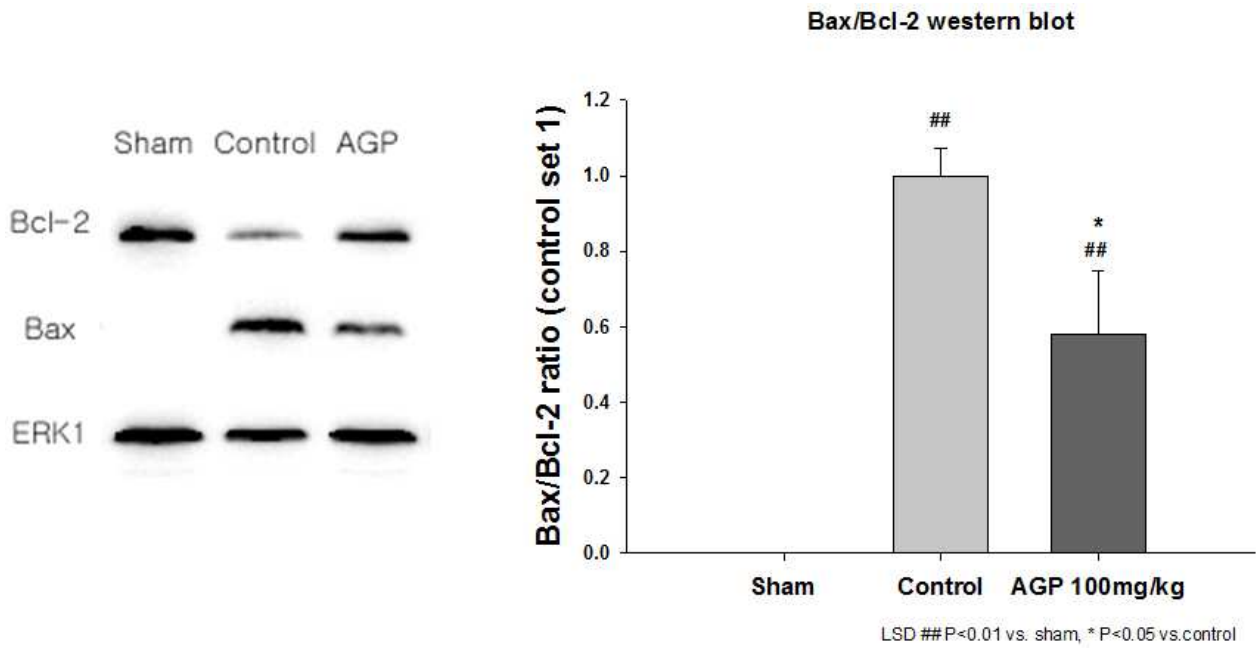 Bax/Bcl-2 western blot
Sham Control AGP
Bcl-2
Bax
ERK1
Bax/Bcl-2 ratio (control set 1)
1.2
1.0
0.8
0.6
0.4
0.2
0.0
##
*
##
Sham Control AGP 100mg/kg
LSD ## P<0.01 vs. sham, * P<0.05 vs.control